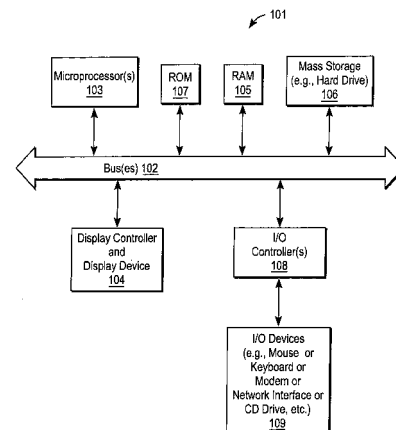 101
Microprocessor(s)
103
ROM
107
RAM
105
Mass Storage
(e.g., Hard Drive)
106
Bus(es) 102
Display Controller
and
Display Device
104
I/O
Controller(s)
108
I/O Devices
(e.g., Mouse or
Keyboard or
Modem or
Network Interface or
CD Drive, etc.)
109